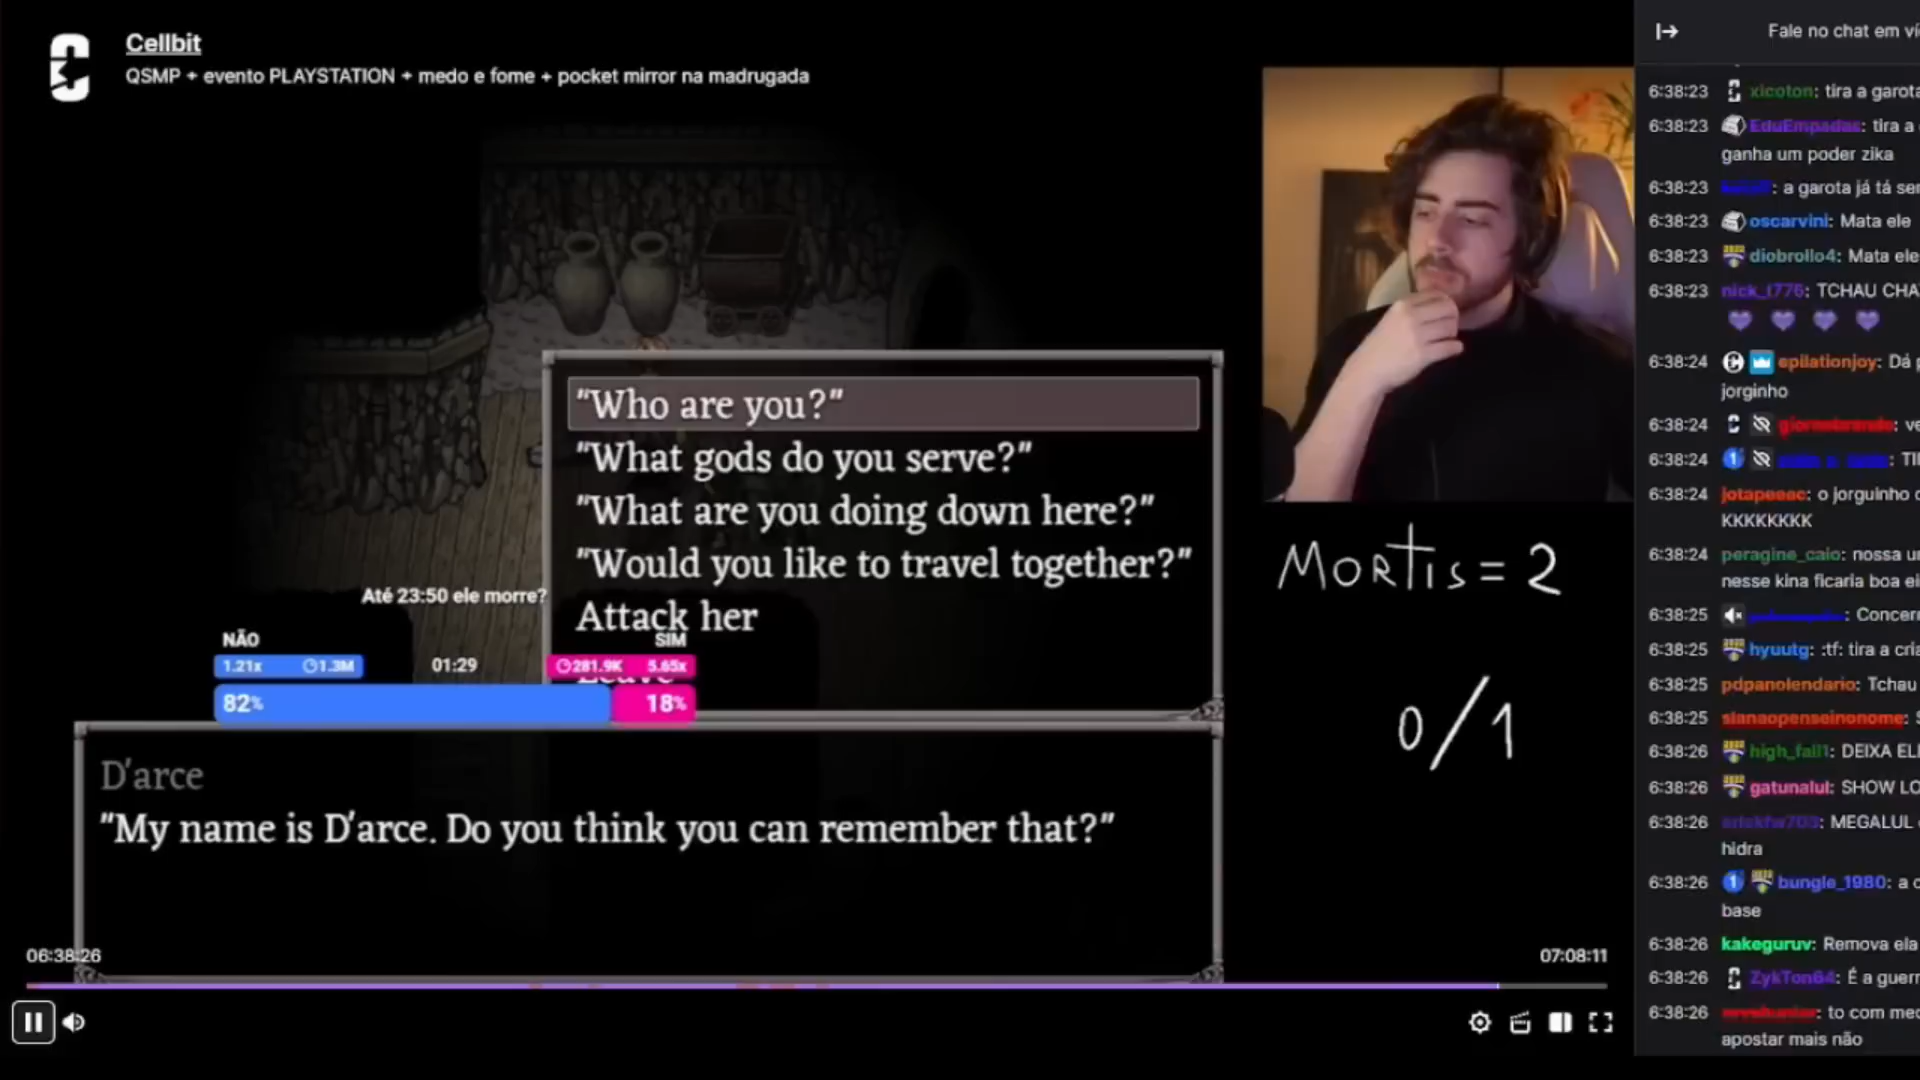 Cellbit
QSMP + evento PLAYSTATION + medo e fome + pocket mirror na madrugada
"Who are you?"
"What gods do you serve?"
"What are you doing down here?"
"Would you like to travel together?"
Attack her
Leave
Até 23:50 ele morre?
NÃO
SIM
1.21x 1.3M
01:29
281.9K 5.65x
82%
18%
D'arce
"My name is D'arce. Do you think you can remember that?"
06:38:26
07:08:11
MORTIS = 2
0/1
Fale no chat em
6:38:23 xicoton: tira a garota
6:38:23 EduEmpadas: tira a
ganha um poder zika
6:38:23 : a garota já tá
6:38:23 oscarvini: Mata ele
6:38:23 diobrollo4: Mata ele
6:38:23 nick_t776: TCHAU
6:38:24 epilationjoy: Dá
jorginho
6:38:24
6:38:24
6:38:24 jotapeeac: o jorguinho
KKKKKKKK
6:38:24 peragine_caio: nossa
nesse kina ficaria boa
6:38:25
6:38:25 hyuutg: :tf: tira a
6:38:25 pdpanolendario: Tchau
6:38:25 sianaopenseinonome:
6:38:26 high_fall1: DEIXA
6:38:26 gatunalul: SHOW
6:38:26 MEGALUL
hidra
6:38:26 1 bungle_1980: a
base
6:38:26 kakeguruv: Remova ela
6:38:26 ZykTon64: É a
6:38:26 : to com
apostar mais não